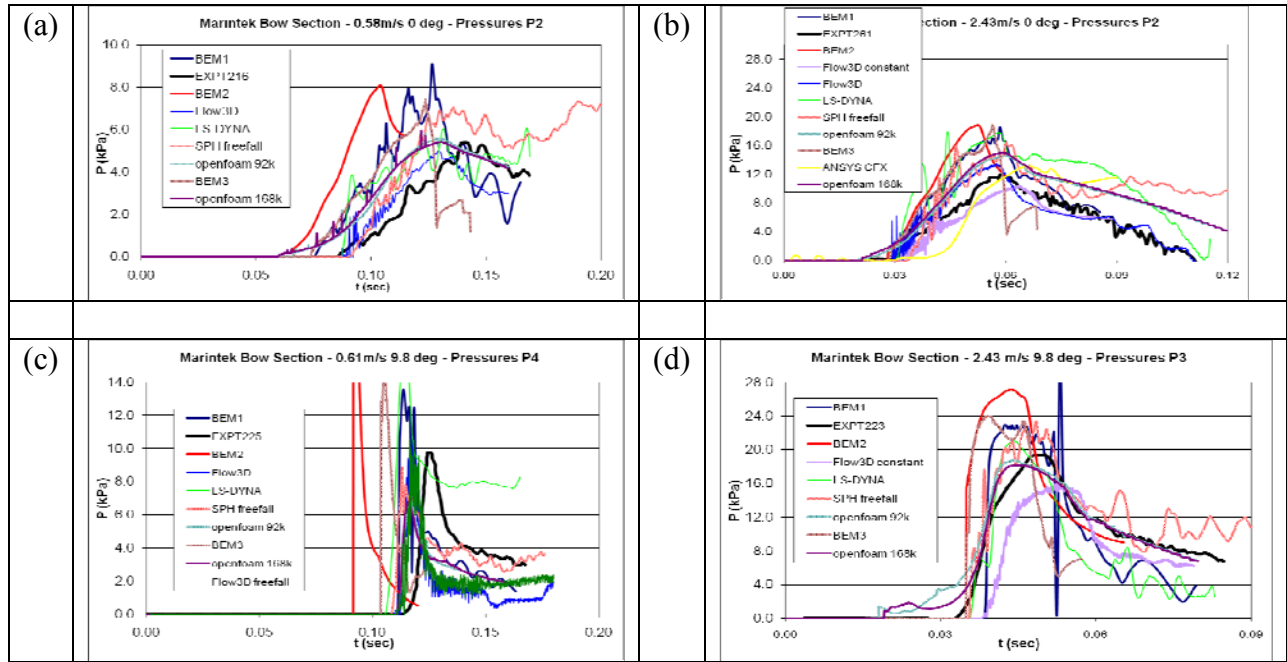 (a)
Marintek Bow Section - 0.58m/s 0 deg - Pressures P2
10.0
8.0
6.0
4.0
2.0
0.0
P (kPa)
BEM1
EXPT216
BEM2
Flow3D
LS-DYNA
SPH freefall
openfoam 92k
BEM3
openfoam 168k
0.00
0.05
0.10
0.15
0.20
t (sec)
(b)
ction - 2.43m/s 0 deg - Pressures P2
28.0
24.0
20.0
16.0
12.0
8.0
4.0
0.0
P (kPa)
BEM1
EXPT261
BEM2
Flow3D constant
Flow3D
LS-DYNA
SPH freefall
openfoam 92k
BEM3
ANSYS CFX
openfoam 168k
0.00
0.03
0.06
0.09
0.12
t (sec)
(c)
Marintek Bow Section - 0.61m/s 9.8 deg - Pressures P4
14.0
12.0
10.0
8.0
6.0
4.0
2.0
0.0
P (kPa)
BEM1
EXPT225
BEM2
Flow3D
LS-DYNA
SPH freefall
openfoam 92k
BEM3
openfoam 168k
Flow3D freefall
0.00
0.05
0.10
0.15
0.20
t (sec)
(d)
Marintek Bow Section - 2.43 m/s 9.8 deg - Pressures P3
28.0
24.0
20.0
16.0
12.0
8.0
4.0
0.0
P (kPa)
BEM1
EXPT223
BEM2
Flow3D constant
LS-DYNA
SPH freefall
openfoam 92k
BEM3
openfoam 168k
0.00
0.03
0.06
0.09
t (sec)